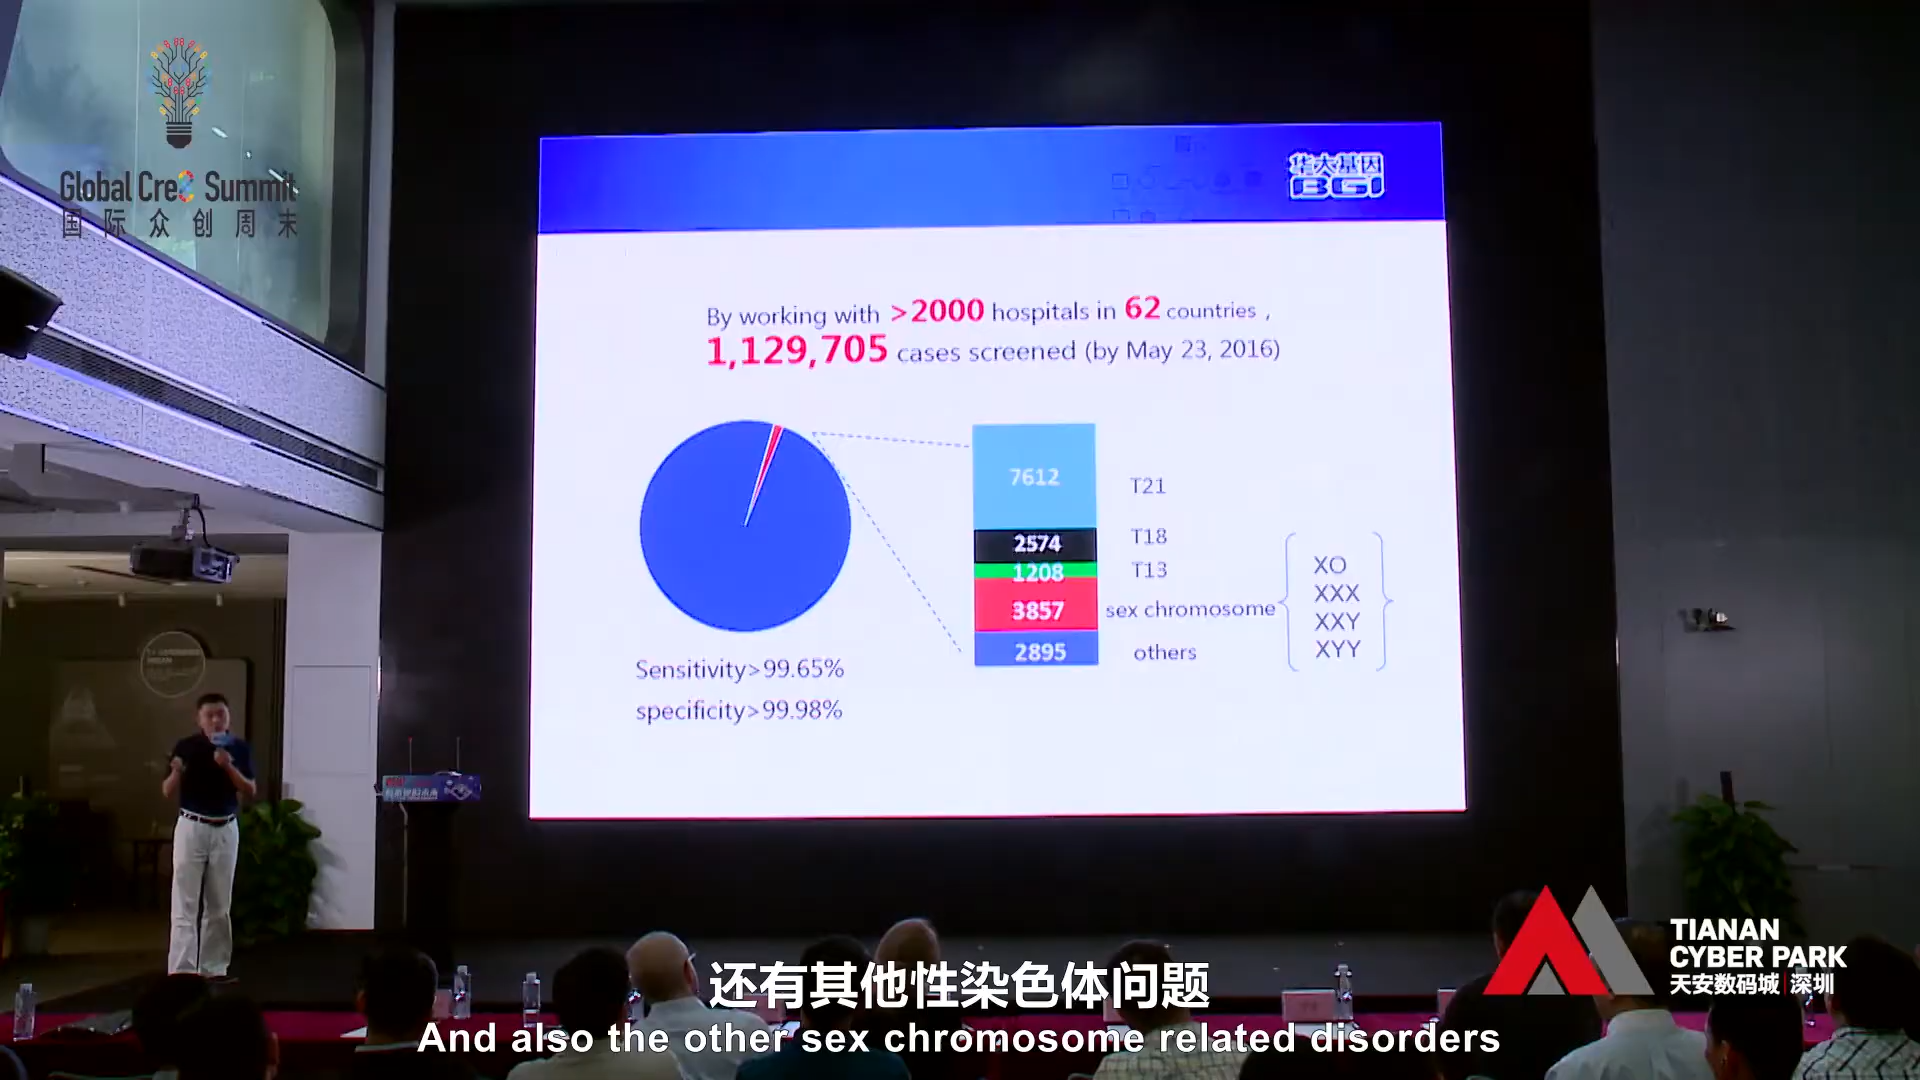 Global Cre8 Summit
国际众创周末
华大基因
BGI
By working with >2000 hospitals in 62 countries ,
1,129,705 cases screened (by May 23, 2016)
7612
T21
2574
T18
1208
T13
3857
sex chromosome
2895
others
XO
XXX
XXY
XYY
Sensitivity>99.65%
specificity>99.98%
TIANAN
CYBER PARK
天安数码城|深圳
还有其他性染色体问题
And also the other sex chromosome related disorders